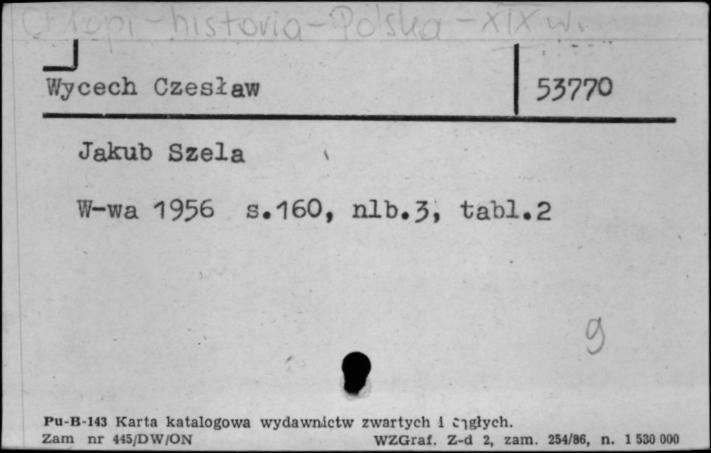 Chłopi - historia - Polska - XIX w.
Wycech Czesław
53770
Jakub Szela
W-wa 1956 s.160, nlb.3, tabl.2
9
Pu-B-143 Karta katalogowa wydawnictw zwartych i ciągłych.
Zam nr 445/DW/ON WZGraf. Z-d 2, zam. 254/86, n. 1 530 000